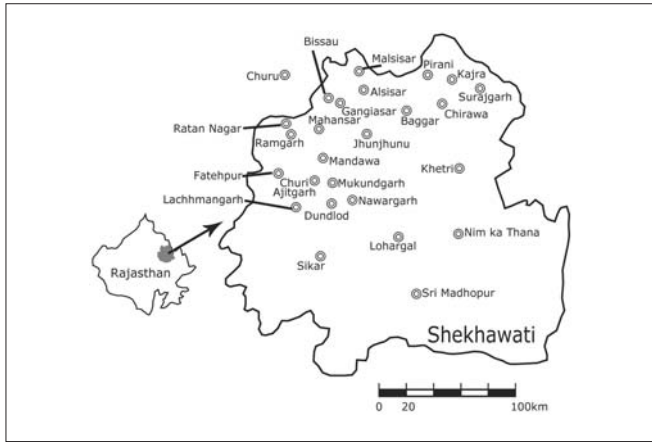 Bissau
Malsisar
Pirani
Churu
Kajra
Alsisar
Surajgarh
Gangiasar
Baggar
Chirawa
Ratan Nagar
Mahansar
Ramgarh
Jhunjhunu
Mandawa
Fatehpur
Khetri
Churi
Ajitgarh
Mukundgarh
Lachhmangarh
Nawargarh
Dundlod
Nim ka Thana
Lohargal
Sikar
Rajasthan
Sri Madhopur
Shekhawati
0 20 100km